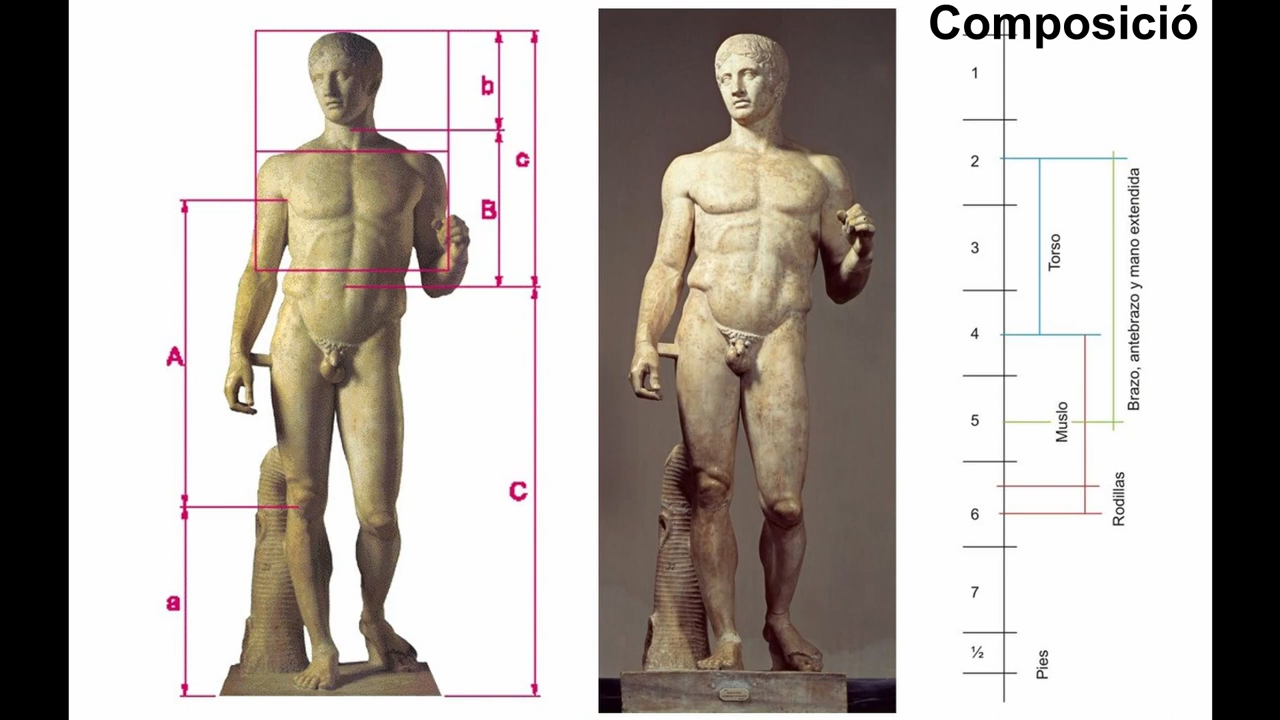 Composició
b
c
B
A
C
a
1
2
3
4
5
6
7
½
Torso
Muslo
Brazo, antebrazo y mano extendida
Rodillas
Pies